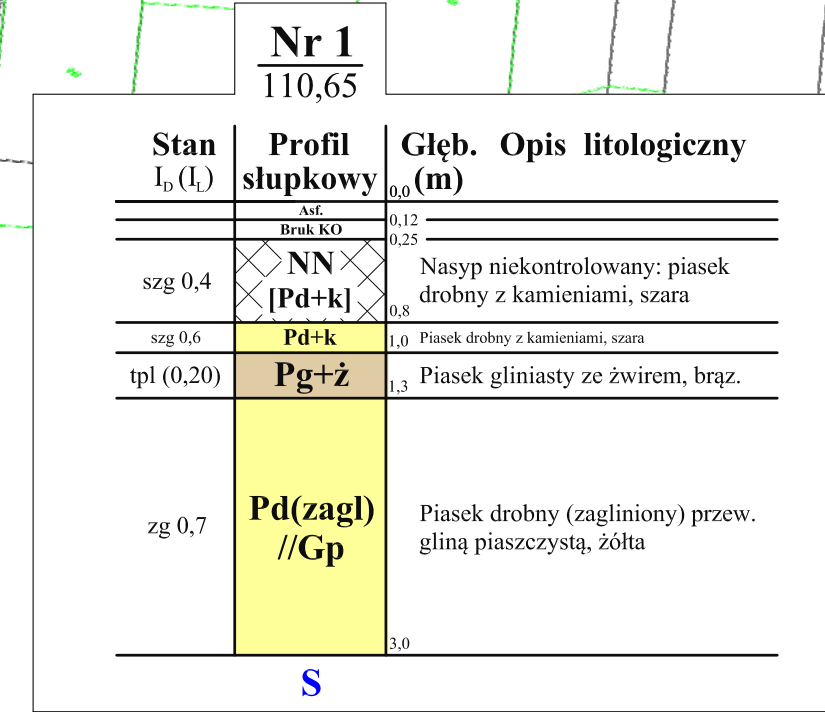 Nr 1
110,65
Stan Profil Głęb. Opis litologiczny
I_D (I_L) słupkowy 0,0 (m)
Asf.
0,12
Bruk KO
0,25
NN
[Pd+k]
szg 0,4
0,8
Nasyp niekontrolowany: piasek
drobny z kamieniami, szara
szg 0,6 Pd+k 1,0 Piasek drobny z kamieniami, szara
tpl (0,20) Pg+ż 1,3 Piasek gliniasty ze żwirem, brąz.
zg 0,7
Pd(zagl)
//Gp
Piasek drobny (zagliniony) przew.
gliną piaszczystą, żółta
3,0
S